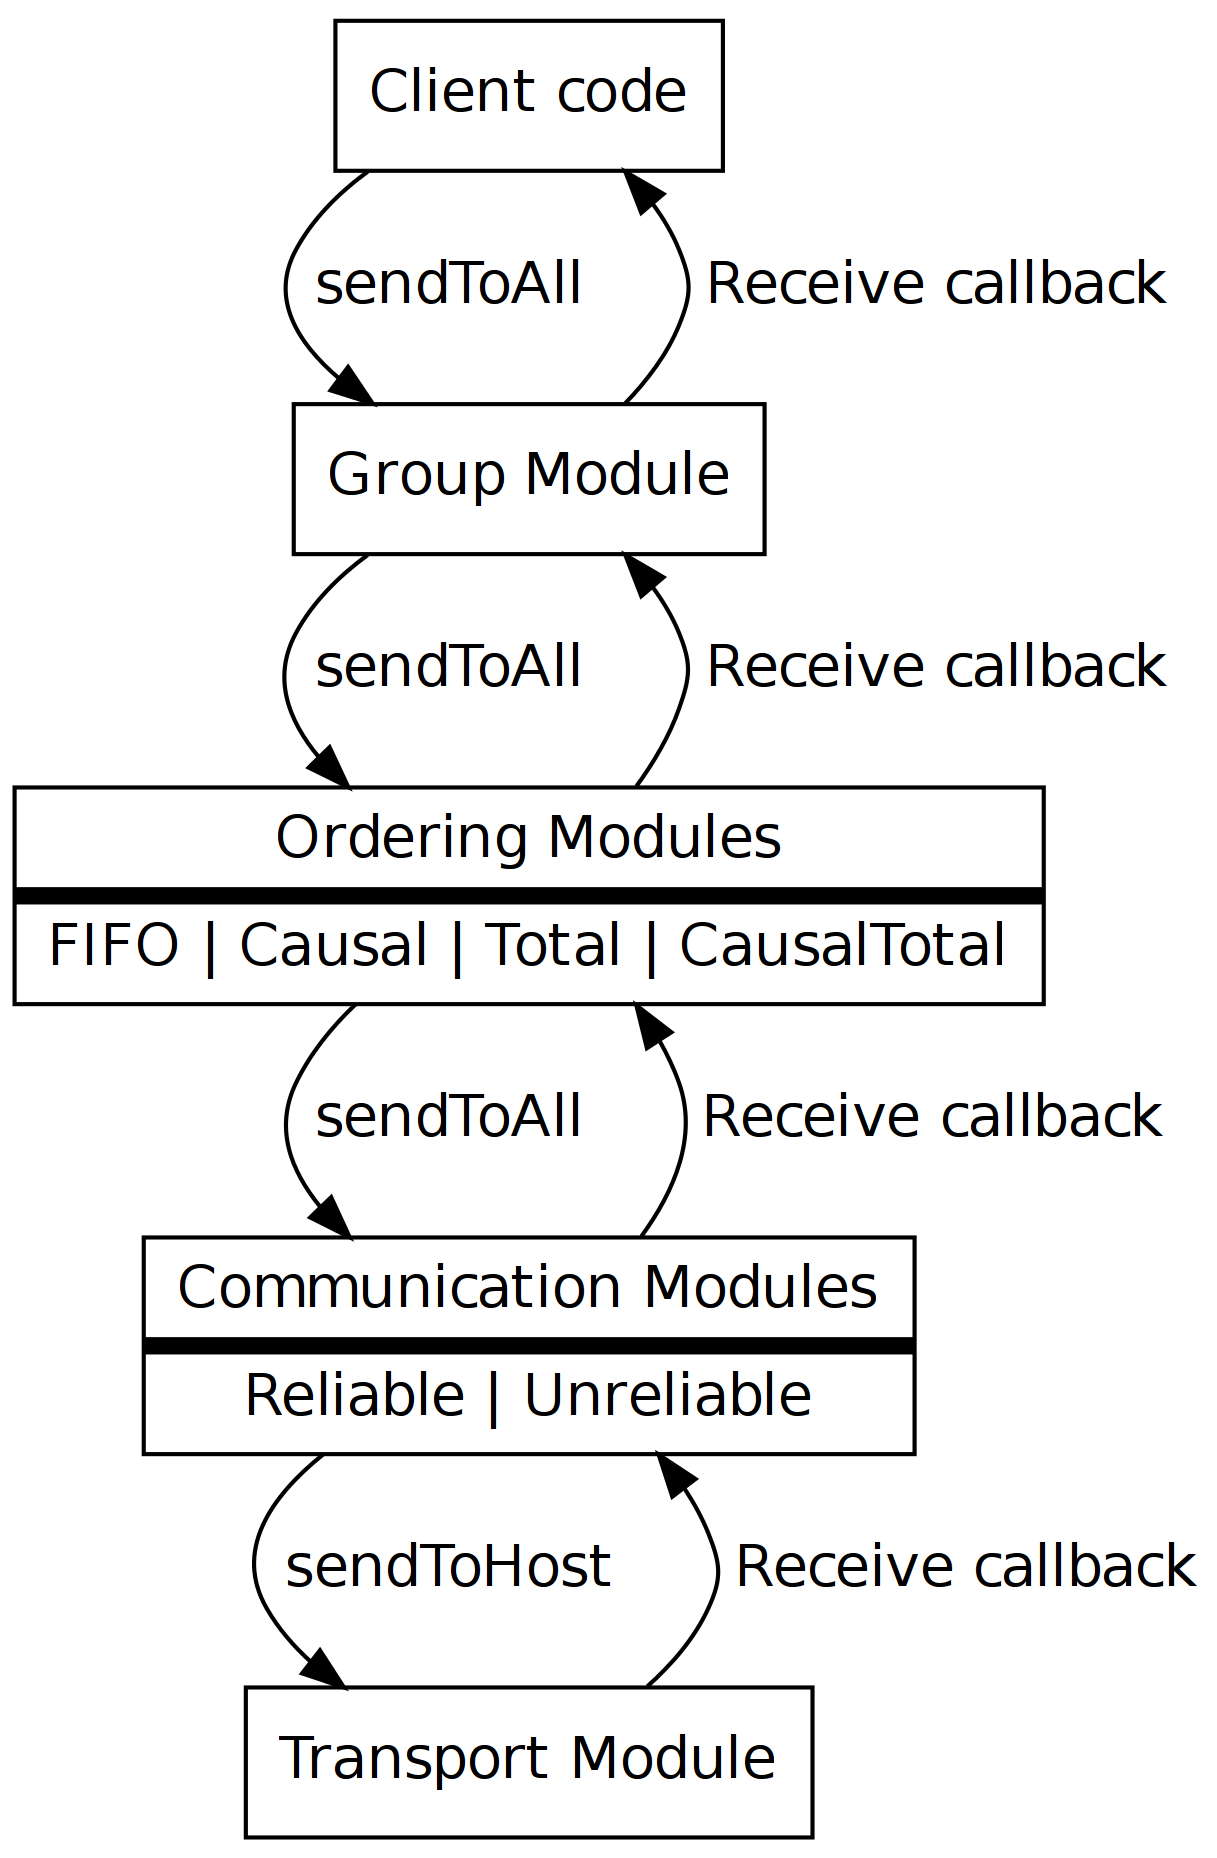 Client code
sendToAll
Receive callback
Group Module
sendToAll
Receive callback
Ordering Modules
FIFO | Causal | Total | CausalTotal
sendToAll
Receive callback
Communication Modules
Reliable | Unreliable
sendToHost
Receive callback
Transport Module